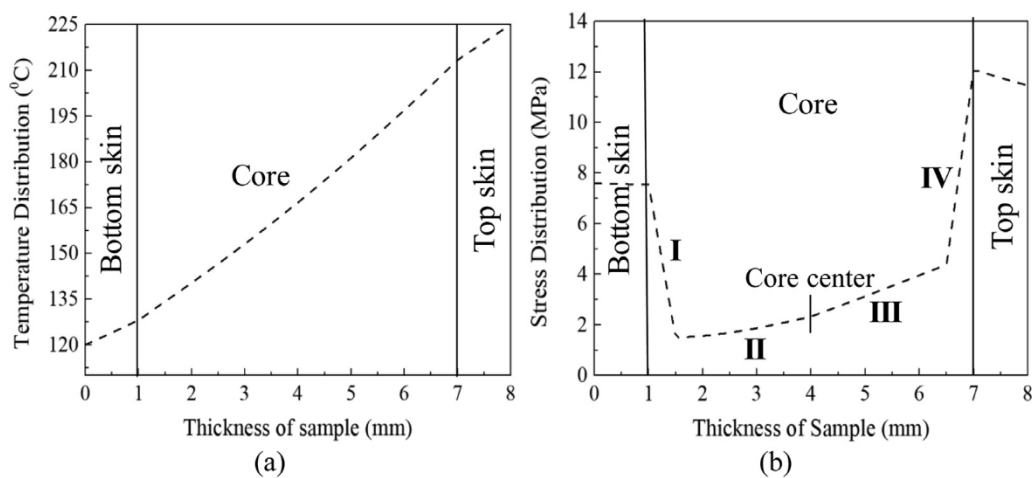 225
210
195
180
165
150
135
120
Temperature Distribution (⁰C)
Bottom skin
Core
Top skin
0 1 2 3 4 5 6 7 8
Thickness of sample (mm)
(a)
14
12
10
8
6
4
2
0
Stress Distribution (MPa)
Bottom skin
Core
IV
I
Core center
III
II
Top skin
0 1 2 3 4 5 6 7 8
Thickness of Sample (mm)
(b)